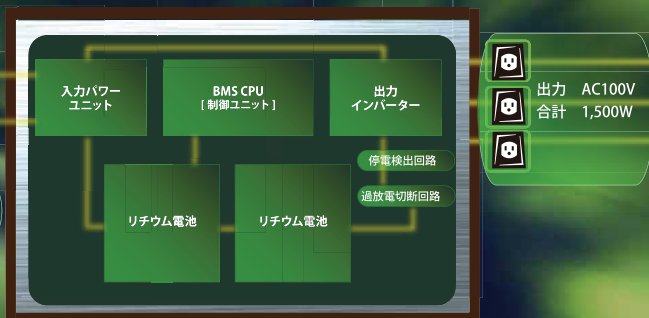 入力パワー
ユニット
BMS CPU
[ 制御ユニット ]
出力
インバーター
停電検出回路
過放電切断回路
リチウム電池
リチウム電池
出力 AC100V
合計 1,500W